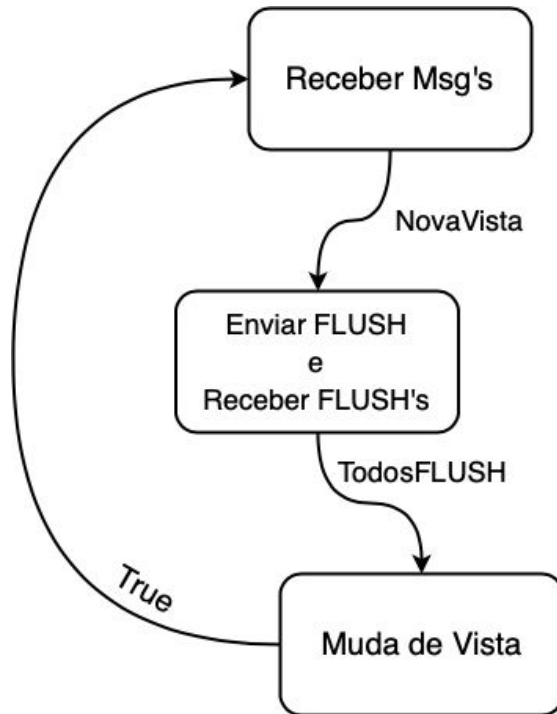 Receber Msg's
NovaVista
Enviar FLUSH
e
Receber FLUSH's
TodosFLUSH
True
Muda de Vista